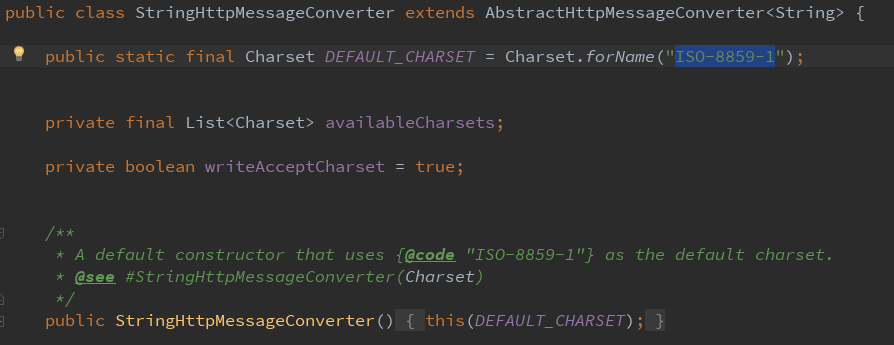 public class StringHttpMessageConverter extends AbstractHttpMessageConverter<String> {
public static final Charset DEFAULT_CHARSET = Charset.forName("ISO-8859-1");
private final List<Charset> availableCharsets;
private boolean writeAcceptCharset = true;
/**
* A default constructor that uses {@code "ISO-8859-1"} as the default charset.
* @see #StringHttpMessageConverter(Charset)
*/
public StringHttpMessageConverter() { this(DEFAULT_CHARSET); }